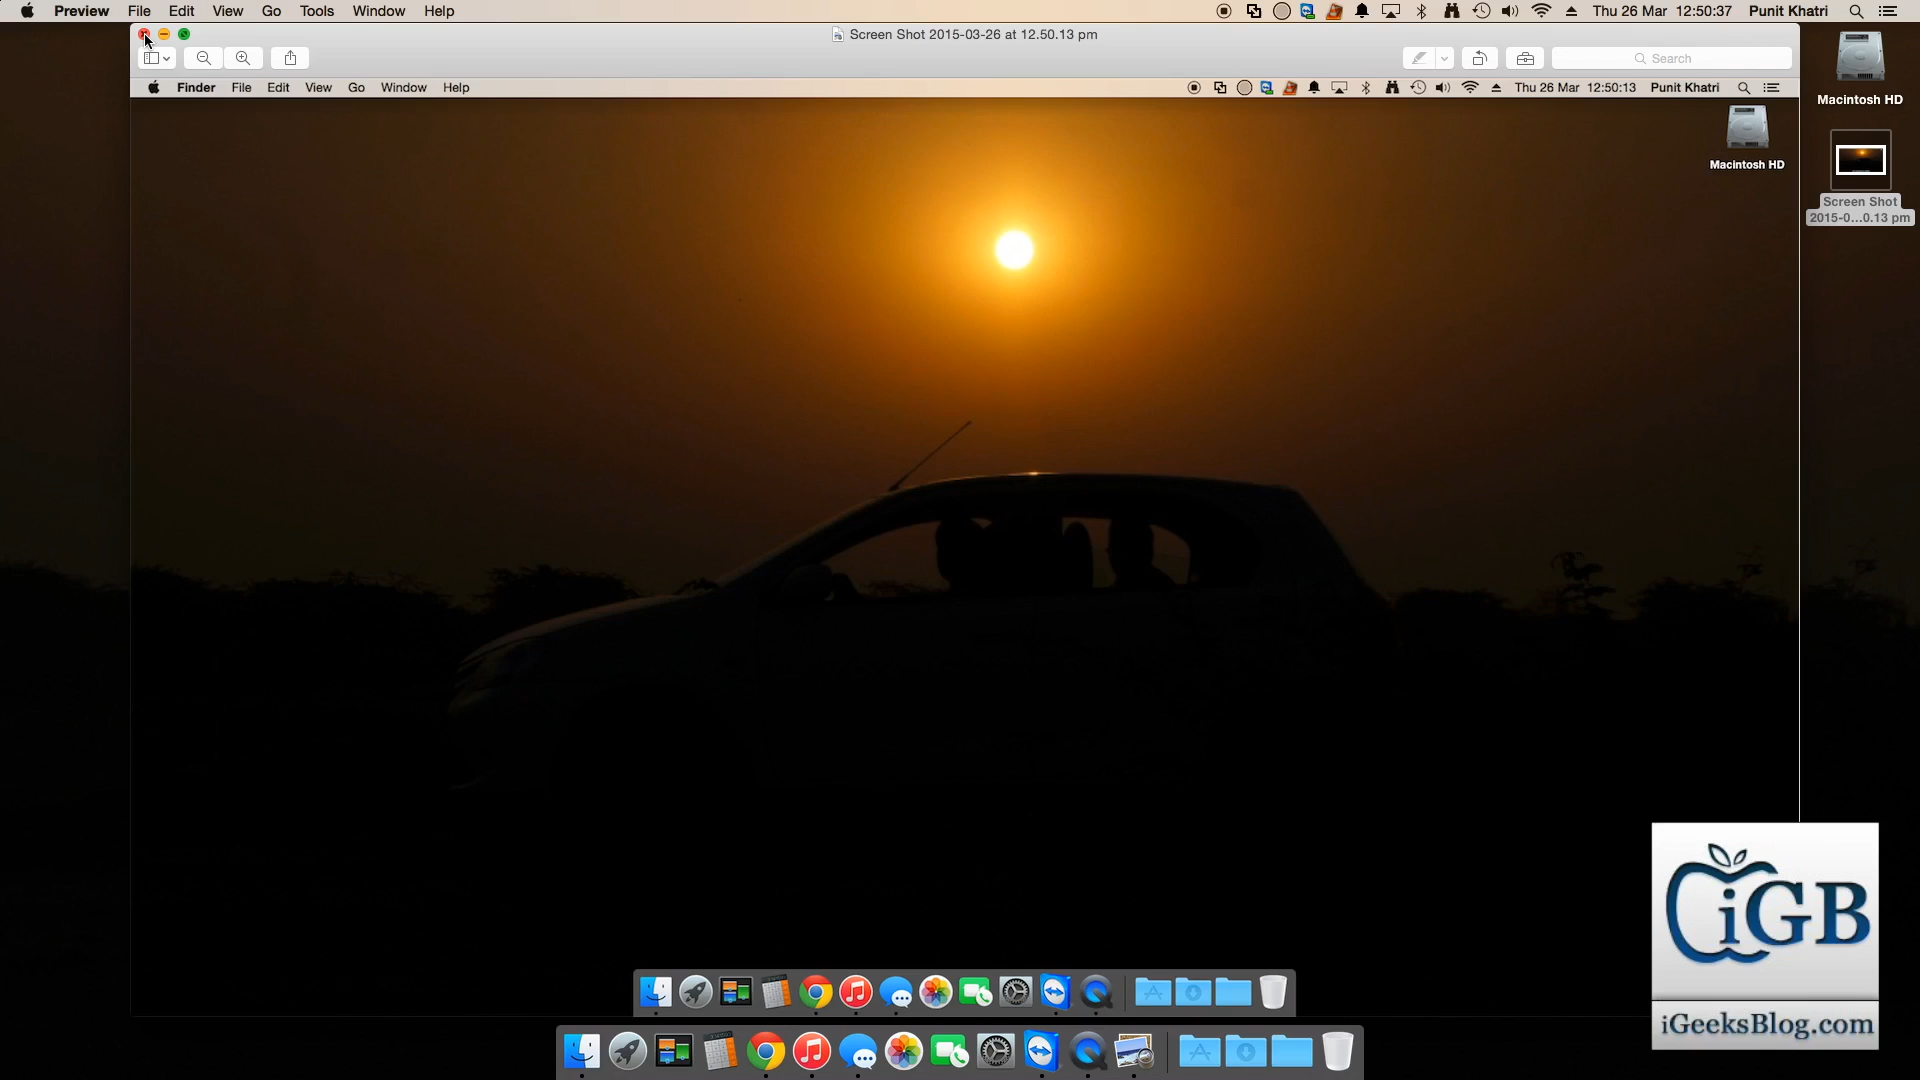 Preview File Edit View Go Tools Window Help Thu 26 Mar 12:50:37 Punit Khatri
Screen Shot 2015-03-26 at 12.50.13 pm
Search
Finder File Edit View Go Window Help Thu 26 Mar 12:50:13 Punit Khatri
Macintosh HD
Macintosh HD
Screen Shot
2015-0...0.13 pm
iGB
iGeeksBlog.com